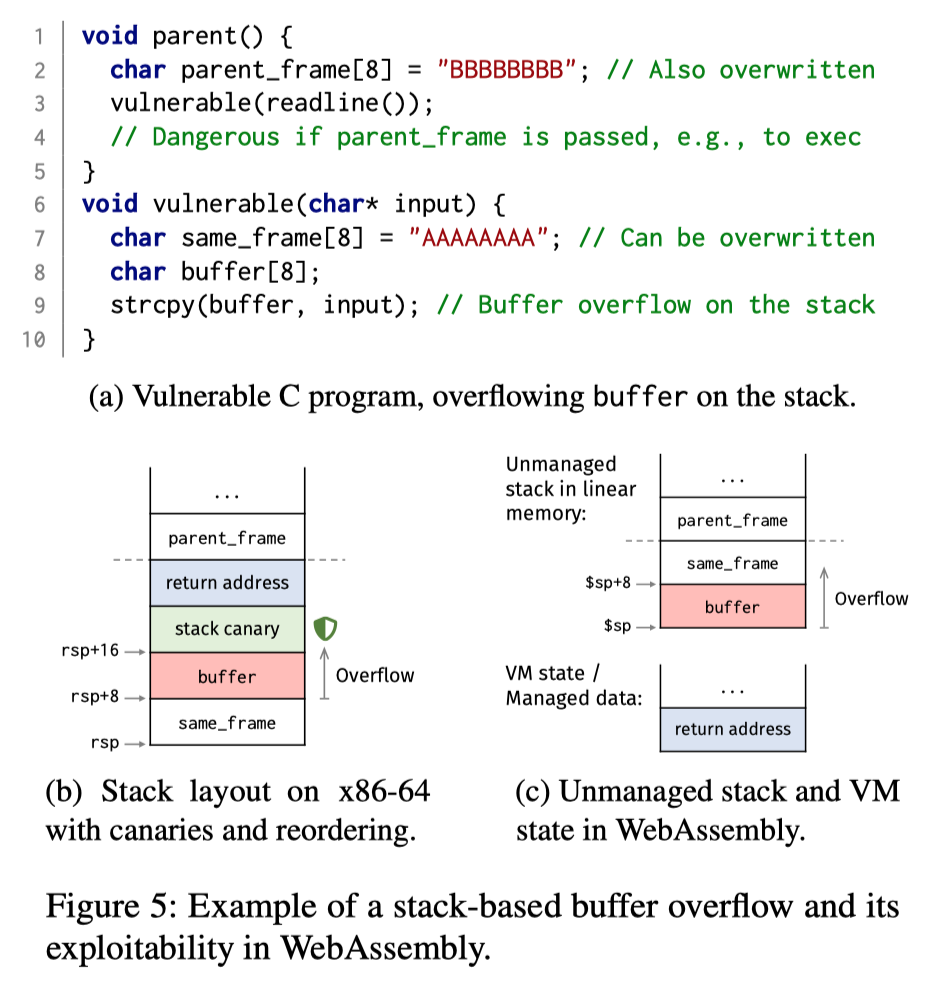 1 void parent() {
2 char parent_frame[8] = "BBBBBBBB"; // Also overwritten
3 vulnerable(readline());
4 // Dangerous if parent_frame is passed, e.g., to exec
5 }
6 void vulnerable(char* input) {
7 char same_frame[8] = "AAAAAAAA"; // Can be overwritten
8 char buffer[8];
9 strcpy(buffer, input); // Buffer overflow on the stack
10 }
(a) Vulnerable C program, overflowing buffer on the stack.
...
parent_frame
return address
stack canary
rsp+16
buffer
Overflow
rsp+8
same_frame
rsp
(b) Stack layout on x86-64
with canaries and reordering.
Unmanaged
stack in linear
memory:
...
parent_frame
same_frame
$sp+8
buffer
Overflow
$sp
VM state /
Managed data:
...
return address
(c) Unmanaged stack and VM
state in WebAssembly.
Figure 5: Example of a stack-based buffer overflow and its
exploitability in WebAssembly.